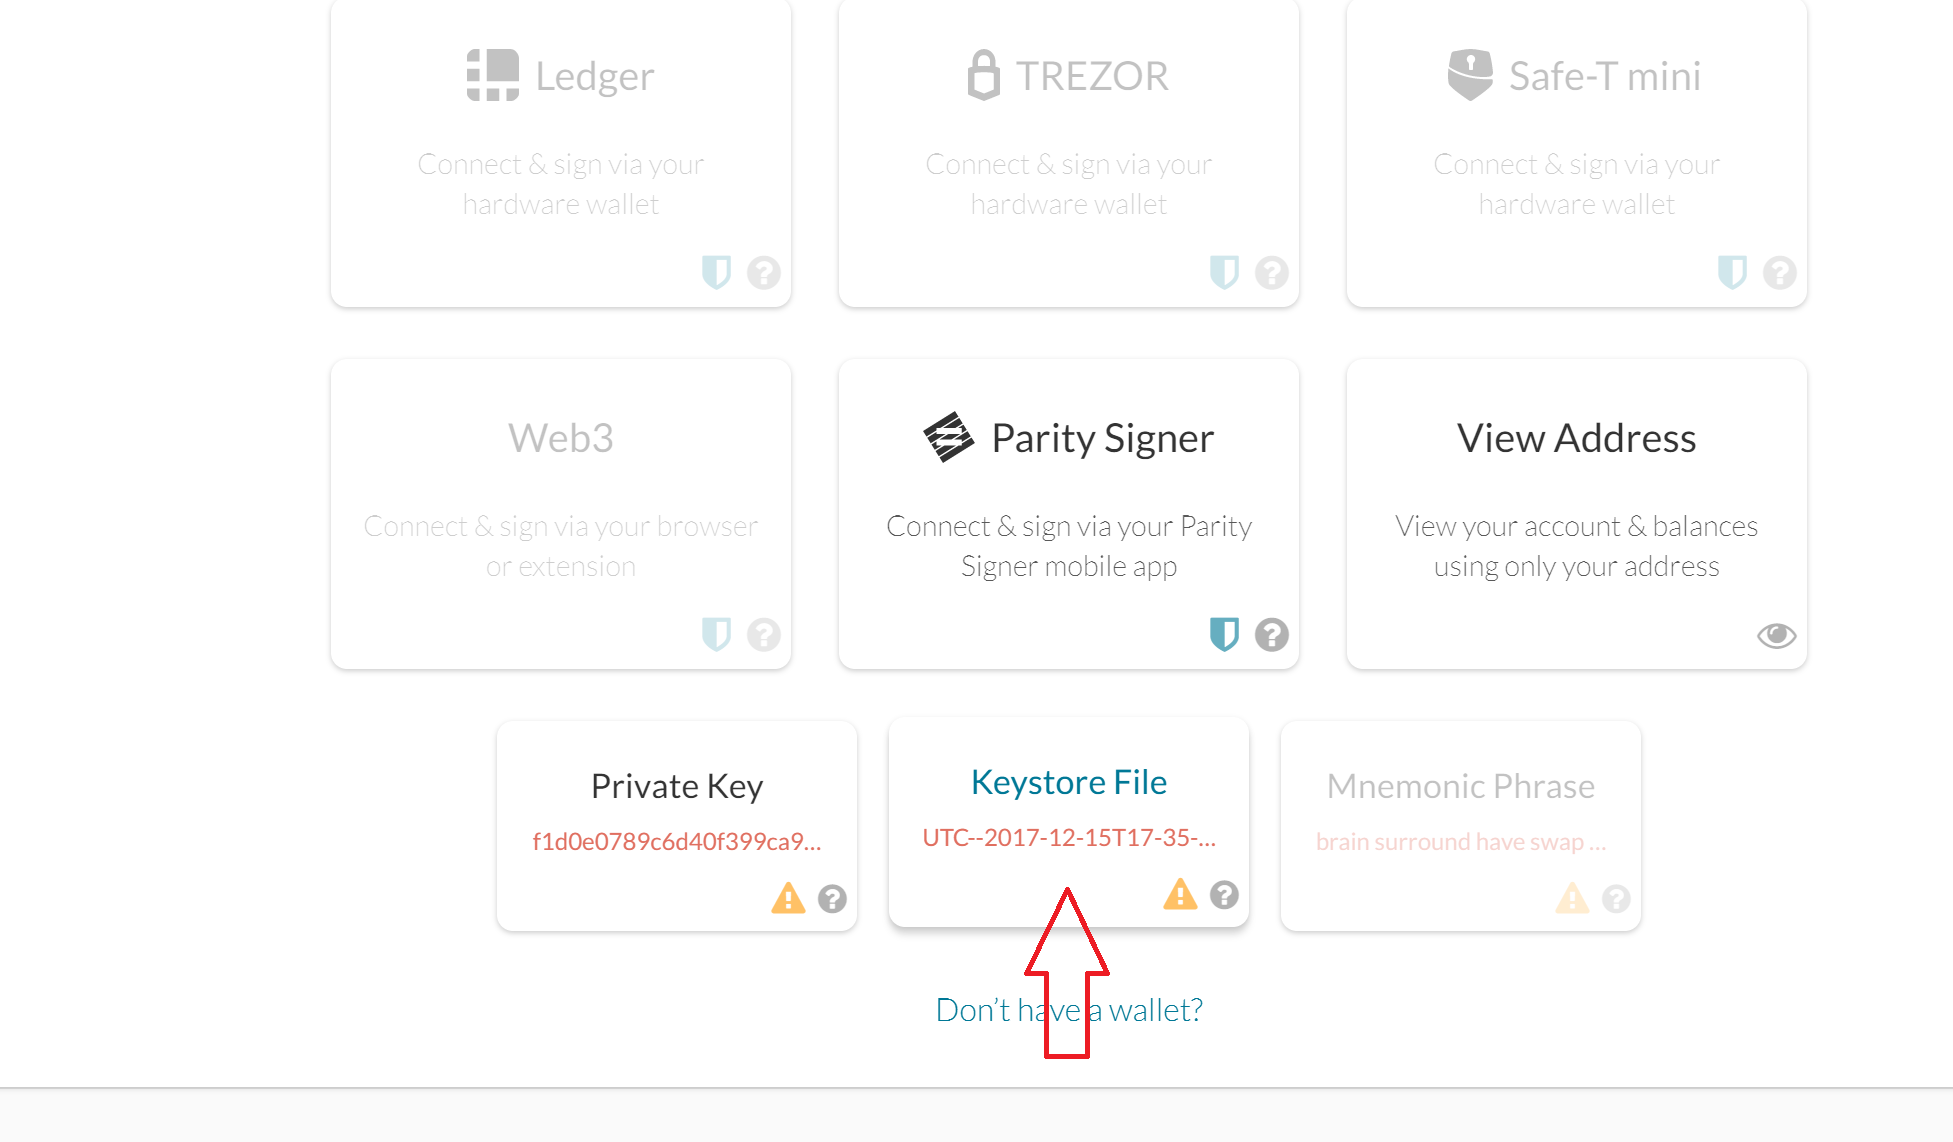 Ledger
Connect & sign via your
hardware wallet
TREZOR
Connect & sign via your
hardware wallet
Safe-T mini
Connect & sign via your
hardware wallet
Web3
Connect & sign via your browser
or extension
Parity Signer
Connect & sign via your Parity
Signer mobile app
View Address
View your account & balances
using only your address
Private Key
f1d0e0789c6d40f399ca9...
Keystore File
UTC--2017-12-15T17-35-...
Mnemonic Phrase
brain surround have swap ...
Don't have a wallet?